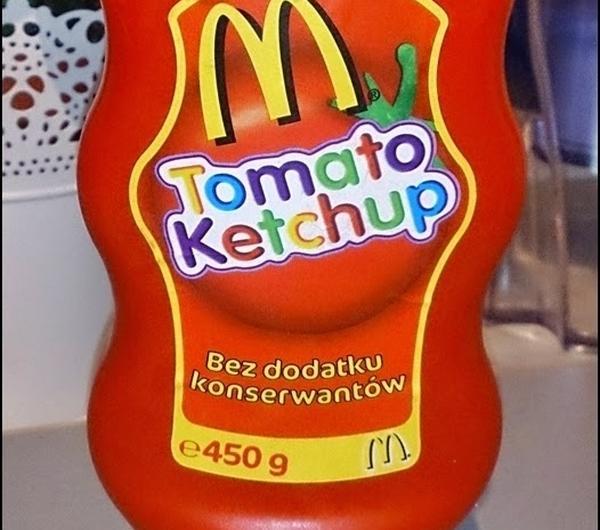 M®
Tomato
Ketchup
Bez dodatku
konserwantów
℮450 g
M